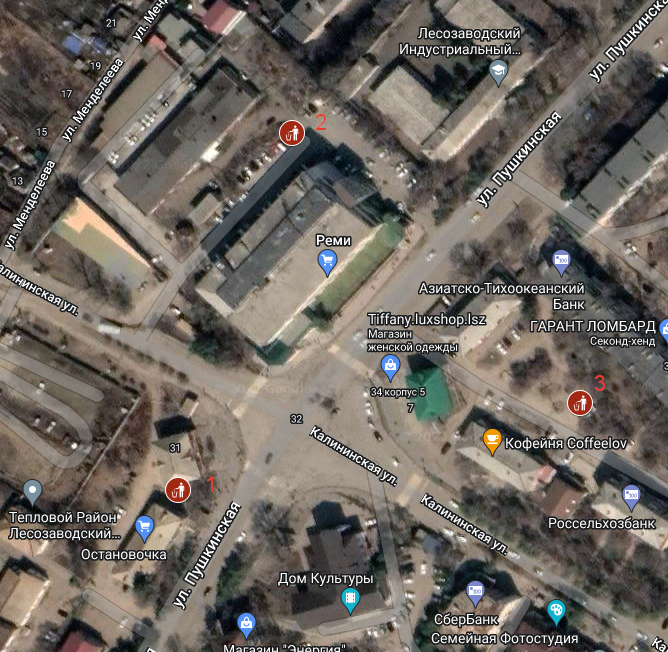 21
ул. Мен
Лесозаводский
Индустриальный...
ул. Пушкинская
19
ул. Менделеева
17
2
15
ул. Пушкинская
13
ул. Менделеева
Реми
алининская ул.
Азиатско-Тихоокеанский
Банк
Tiffany.luxshop.lsz
Магазин
женской одежды
ГАРАНТ ЛОМБАРД
Секонд-хенд
3
34 корпус 5
7
3
32
Калининская ул.
31
Кофейня Coffeelov
1
Тепловой Район
Лесозаводский...
Остановочка
Калининская ул.
Россельхозбанк
ул. Пушкинская
Дом Культуры
СберБанк
Семейная Фотостудия
Магазин "Энергия"